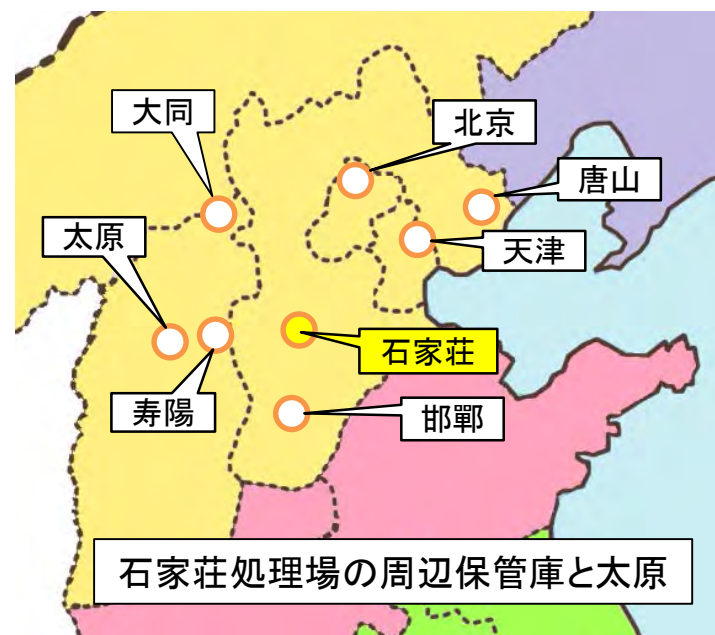 大同
北京
唐山
太原
天津
石家荘
寿陽
邯鄲
石家荘処理場の周辺保管庫と太原